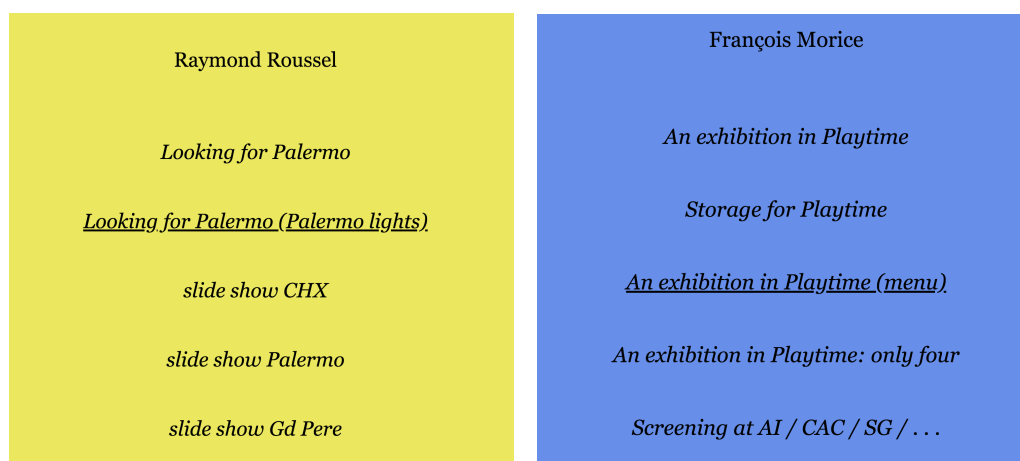 Raymond Roussel
Looking for Palermo
Looking for Palermo (Palermo lights)
slide show CHX
slide show Palermo
slide show Gd Pere
François Morice
An exhibition in Playtime
Storage for Playtime
An exhibition in Playtime (menu)
An exhibition in Playtime: only four
Screening at AI / CAC / SG / . . .